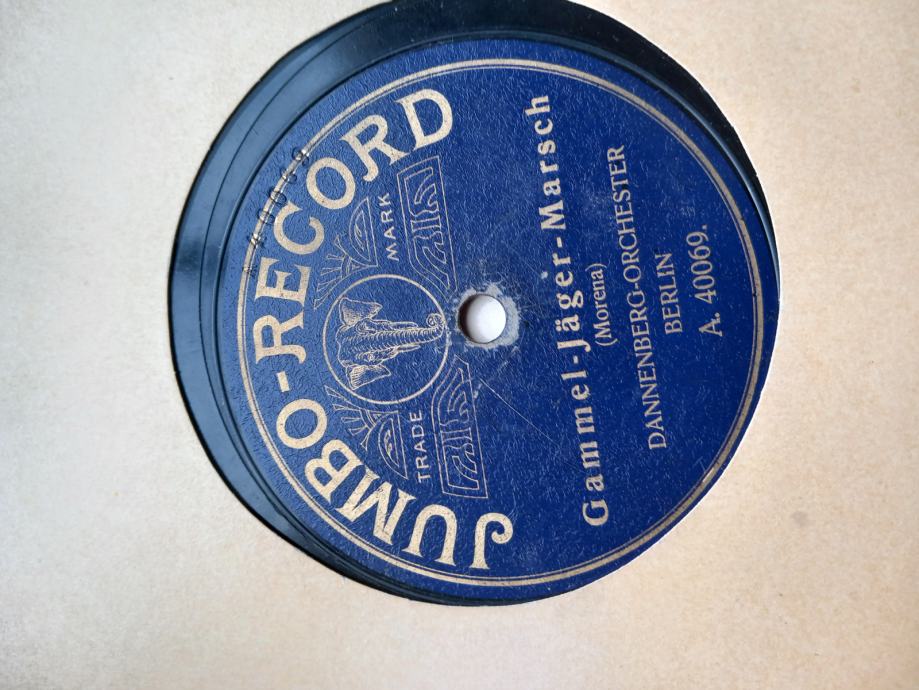 JUMBO-RECORD
TRADE MARK
Gammel-Jäger-Marsch
(Morena)
DANNENBERG-ORCHESTER
BERLIN
A. 40069.